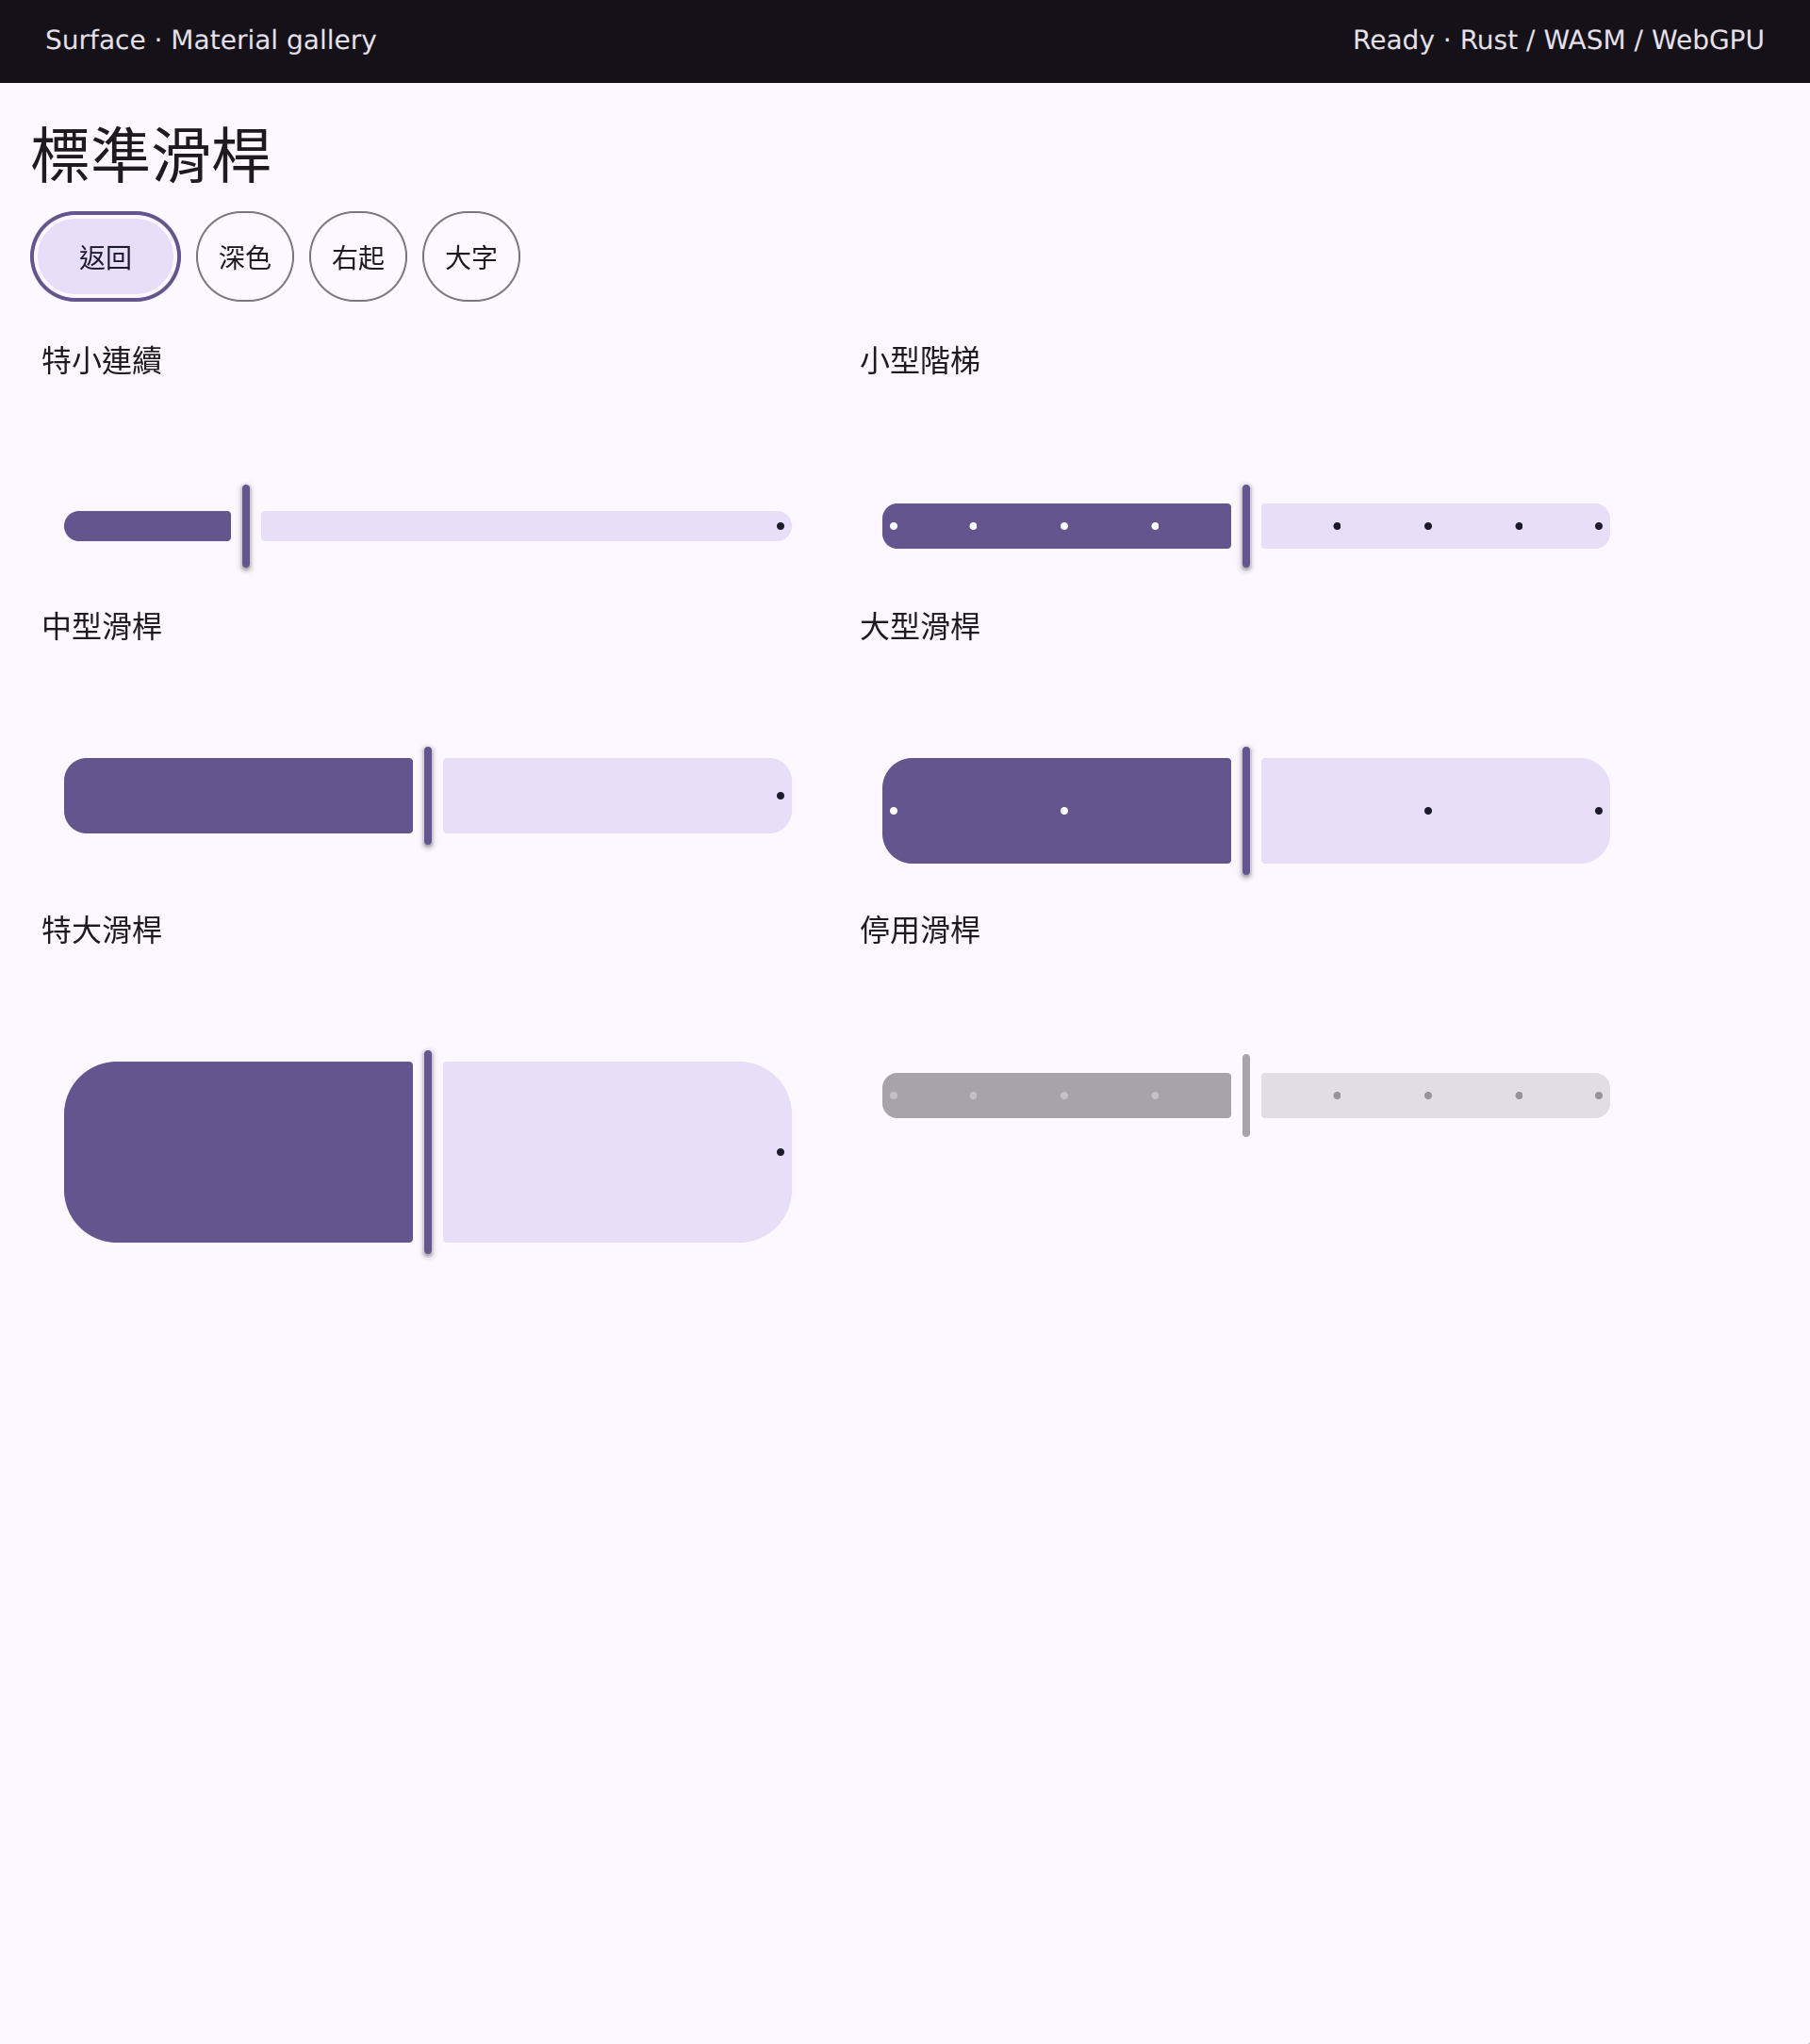 Surface · Material gallery
Ready · Rust / WASM / WebGPU
標準滑桿
返回
深色
右起
大字
特小連續
小型階梯
中型滑桿
大型滑桿
特大滑桿
停用滑桿